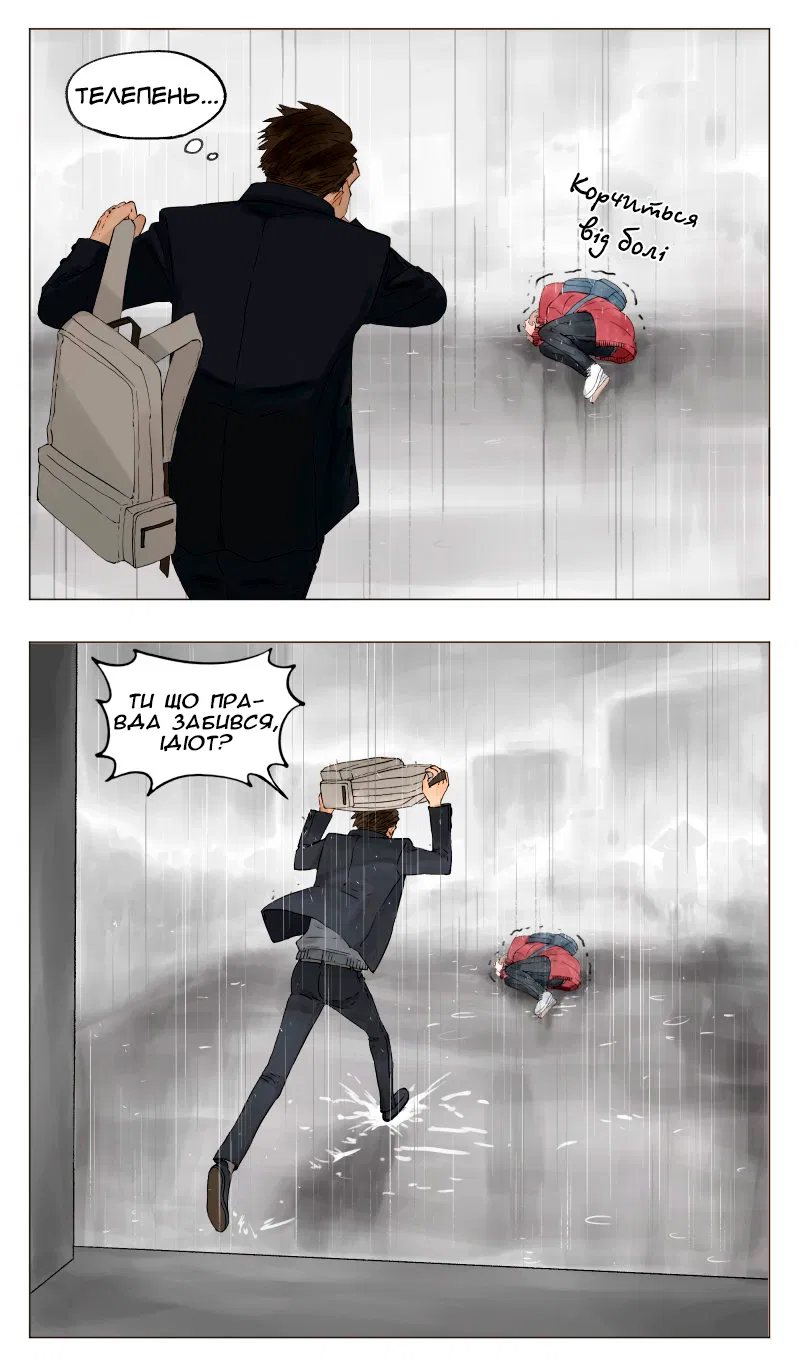 ТЕЛЕПЕНЬ...
Корчиться
від болі
ТИ ЩО ПРА-
ВДА ЗАБИВСЯ,
ІДІОТ?